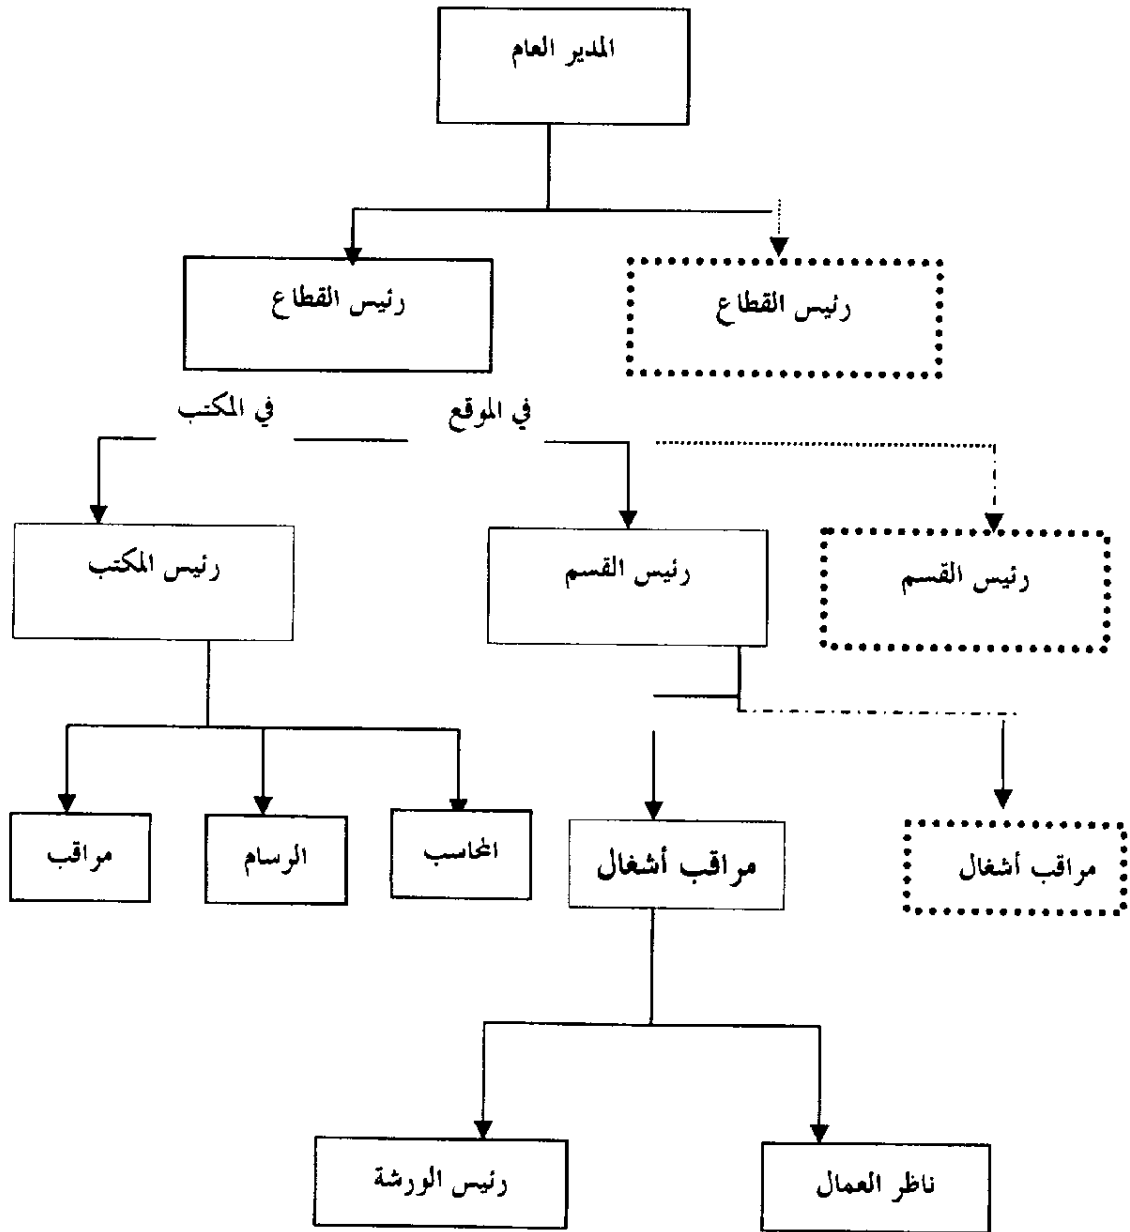 المدير العام
رئيس القطاع
رئيس القطاع
في الموقع
في المكتب
رئيس القسم
رئيس القسم
رئيس المكتب
مراقب أشغال
مراقب أشغال
المحاسب
الرسام
مراقب
ناظر العمال
رئيس الورشة